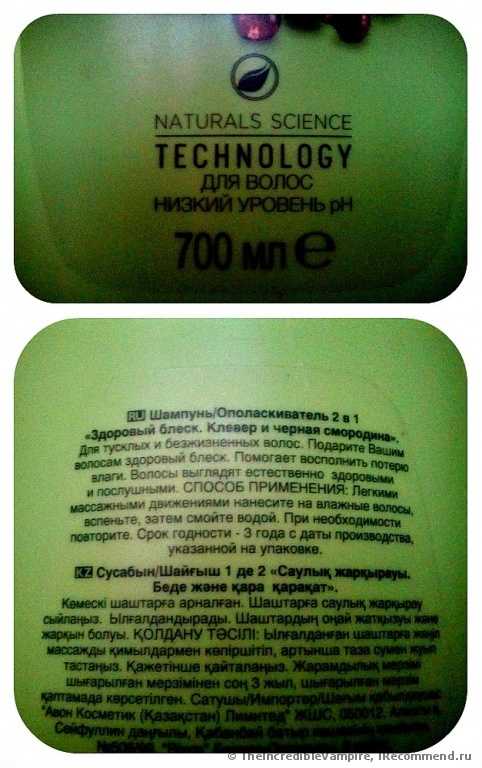 NATURALS SCIENCE
TECHNOLOGY
ДЛЯ ВОЛОС
НИЗКИЙ УРОВЕНЬ pH
700 мл e
RU Шампунь/Ополаскиватель 2 в 1
«Здоровый блеск. Клевер и черная смородина».
Для тусклых и безжизненных волос. Подарите Вашим
волосам здоровый блеск. Помогает восполнить потерю
влаги. Волосы выглядят естественно здоровыми
и послушными. СПОСОБ ПРИМЕНЕНИЯ: Легкими
массажными движениями нанесите на влажные волосы,
вспеньте, затем смойте водой. При необходимости
повторите. Срок годности - 3 года с даты производства,
указанной на упаковке.
KZ Сусабын/Шайғыш 1 де 2 «Саулық жарқырауы.
Беде және қара қарақат».
Көмескі шаштарға арналған. Шаштарға саулық жарқырау
сыйлаңыз. Ылғалдандырады. Шаштардың оңай жатқызуы және
жарқын болуы. ҚОЛДАНУ ТӘСІЛІ: Ылғалданған шаштарға жеңіл
массажды қимылдармен көпіршітіп, артынша таза сумен жуып
тастаңыз. Қажетінше қайталаңыз. Жарамдылық мерзімі
шығарылған мерзімінен соң 3 жыл, шығарылған мерзім
қаптамада көрсетілген. Сатушы/Импортер/Шағым қабылдаушы:
"Авон Косметик (Қазақстан) Лимитед" ЖШС, 050012, Алматы,
Сейфуллин даңғылы, Қабанбай батыр
© TheIncredibleVampire, IRecommend.ru